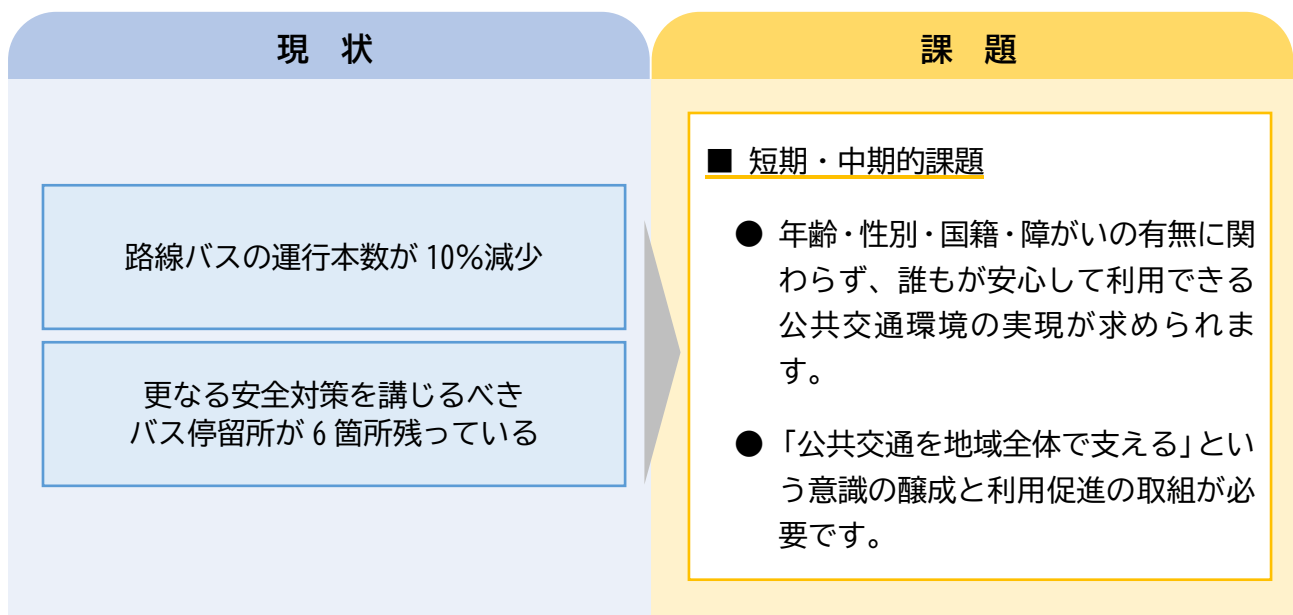 現　状
路線バスの運行本数が 10%減少
更なる安全対策を講じるべき
バス停留所が 6 箇所残っている
課　題
■ 短期・中期的課題
● 年齢・性別・国籍・障がいの有無に関
わらず、誰もが安心して利用できる
公共交通環境の実現が求められま
す。
● 「公共交通を地域全体で支える」とい
う意識の醸成と利用促進の取組が必
要です。